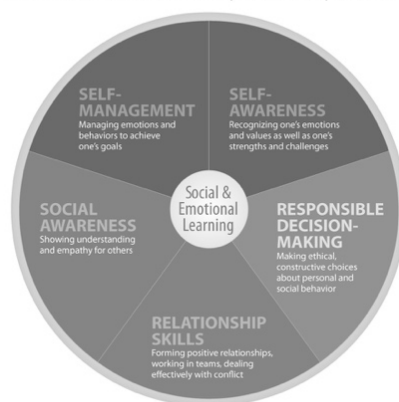 SELF-
MANAGEMENT
Managing emotions and
behaviors to achieve
one's goals
SELF-
AWARENESS
Recognizing one's emotions
and values as well as one's
strengths and challenges
SOCIAL
AWARENESS
Showing understanding
and empathy for others
Social &
Emotional
Learning
RESPONSIBLE
DECISION-
MAKING
Making ethical,
constructive choices
about personal and
social behavior
RELATIONSHIP
SKILLS
Forming positive relationships,
working in teams, dealing
effectively with conflict